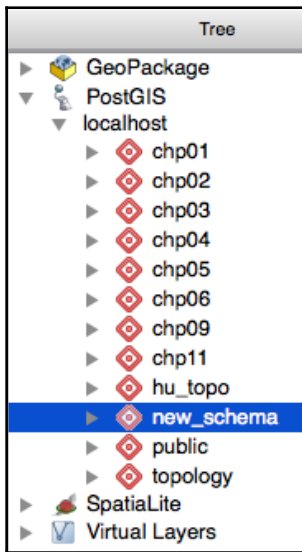 Tree
GeoPackage
PostGIS
localhost
chp01
chp02
chp03
chp04
chp05
chp06
chp09
chp11
hu_topo
new_schema
public
topology
SpatiaLite
Virtual Layers